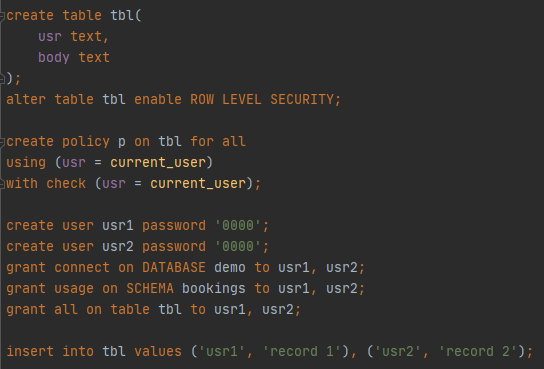 create table tbl(
    usr text,
    body text
);
alter table tbl enable ROW LEVEL SECURITY;
create policy p on tbl for all
using (usr = current_user)
with check (usr = current_user);
create user usr1 password '0000';
create user usr2 password '0000';
grant connect on DATABASE demo to usr1, usr2;
grant usage on SCHEMA bookings to usr1, usr2;
grant all on table tbl to usr1, usr2;
insert into tbl values ('usr1', 'record 1'), ('usr2', 'record 2');